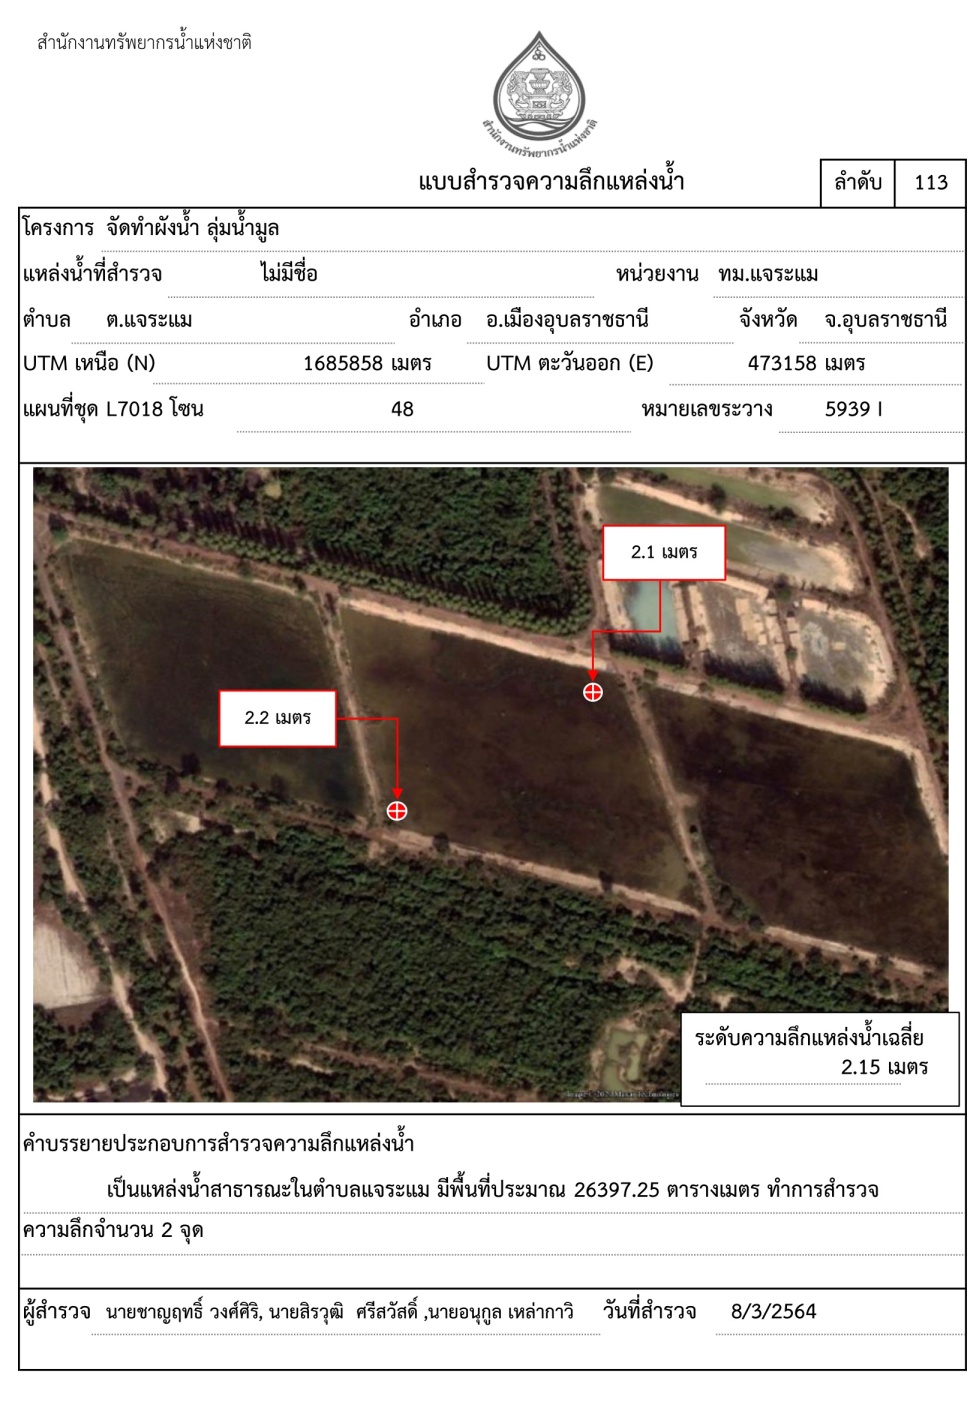 สำนักงานทรัพยากรน้ำแห่งชาติ
สำนักงานทรัพยากรน้ำแห่งชาติ
แบบสำรวจความลึกแหล่งน้ำ
ลำดับ 113
โครงการ จัดทำผังน้ำ ลุ่มน้ำมูล
แหล่งน้ำที่สำรวจ ไม่มีชื่อ หน่วยงาน ทม.แจระแม
ตำบล ต.แจระแม อำเภอ อ.เมืองอุบลราชธานี จังหวัด จ.อุบลราชธานี
UTM เหนือ (N) 1685858 เมตร UTM ตะวันออก (E) 473158 เมตร
แผนที่ชุด L7018 โซน 48 หมายเลขระวาง 5939 I
2.1 เมตร
2.2 เมตร
ระดับความลึกแหล่งน้ำเฉลี่ย
2.15 เมตร
คำบรรยายประกอบการสำรวจความลึกแหล่งน้ำ
เป็นแหล่งน้ำสาธารณะในตำบลแจระแม มีพื้นที่ประมาณ 26397.25 ตารางเมตร ทำการสำรวจ
ความลึกจำนวน 2 จุด
ผู้สำรวจ นายชาญฤทธิ์ วงศ์ศิริ, นายสิรวุฒิ ศรีสวัสดิ์ ,นายอนุกูล เหล่ากาวิ วันที่สำรวจ 8/3/2564